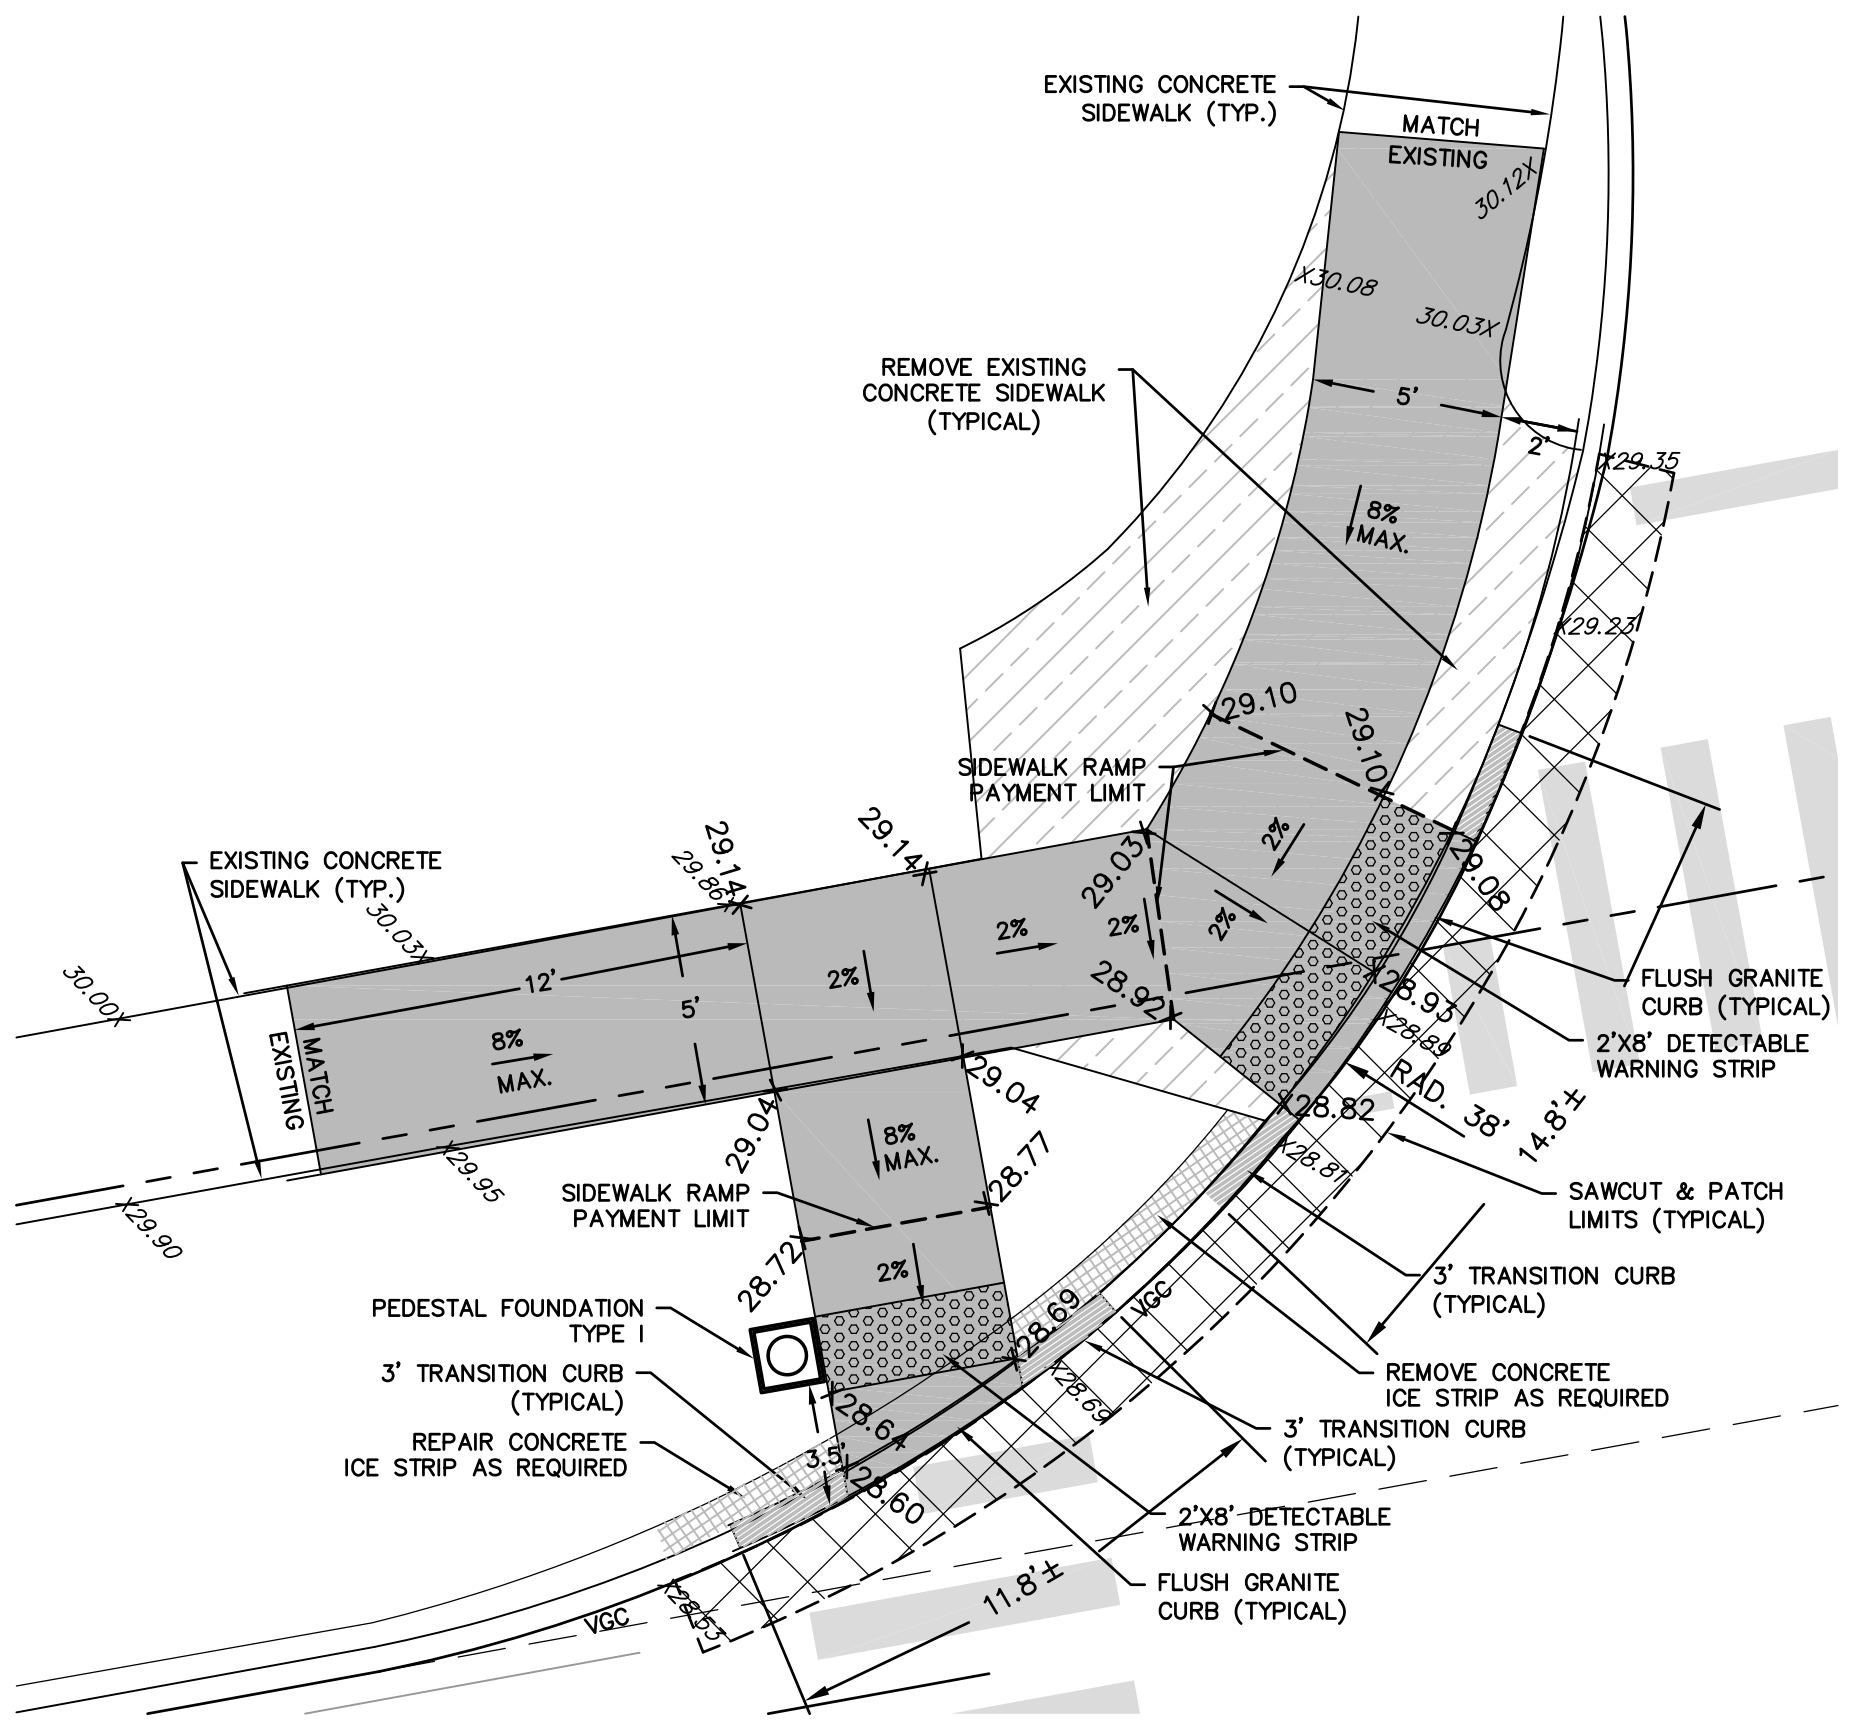 EXISTING CONCRETE
SIDEWALK (TYP.)
MATCH
EXISTING
30.12X
X30.08
30.03X
REMOVE EXISTING
CONCRETE SIDEWALK
(TYPICAL)
5'
2'
X29.35
8%
MAX.
X29.23
29.10
29.10
SIDEWALK RAMP
PAYMENT LIMIT
29.14
29.86X
29.14
29.03
2%
29.08
EXISTING CONCRETE
SIDEWALK (TYP.)
30.03X
30.00X
12'
5'
2%
2%
2%
2%
28.92
28.93
X28.89
FLUSH GRANITE
CURB (TYPICAL)
2'X8' DETECTABLE
WARNING STRIP
MATCH
EXISTING
8%
MAX.
29.04
29.04
28.82
RAD. 38'
14.8'±
X28.81
X29.95
X29.90
8%
MAX.
28.77
SIDEWALK RAMP
PAYMENT LIMIT
SAWCUT & PATCH
LIMITS (TYPICAL)
28.72
2%
3' TRANSITION CURB
(TYPICAL)
VGC
PEDESTAL FOUNDATION
TYPE I
28.69
X28.69
3' TRANSITION CURB
(TYPICAL)
REMOVE CONCRETE
ICE STRIP AS REQUIRED
28.64
3' TRANSITION CURB
(TYPICAL)
REPAIR CONCRETE
ICE STRIP AS REQUIRED
3.5'
28.60
2'X8' DETECTABLE
WARNING STRIP
11.8'±
FLUSH GRANITE
CURB (TYPICAL)
X28.53
VGC